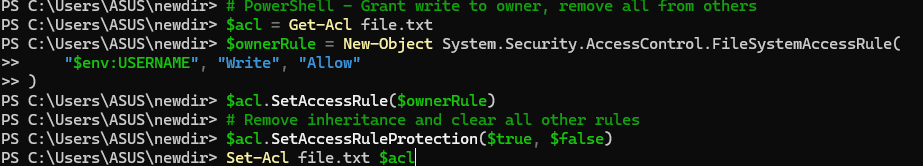 PS C:\Users\ASUS\newdir> # PowerShell - Grant write to owner, remove all from others
PS C:\Users\ASUS\newdir> $acl = Get-Acl file.txt
PS C:\Users\ASUS\newdir> $ownerRule = New-Object System.Security.AccessControl.FileSystemAccessRule(
>>     "$env:USERNAME", "Write", "Allow"
>> )
PS C:\Users\ASUS\newdir> $acl.SetAccessRule($ownerRule)
PS C:\Users\ASUS\newdir> # Remove inheritance and clear all other rules
PS C:\Users\ASUS\newdir> $acl.SetAccessRuleProtection($true, $false)
PS C:\Users\ASUS\newdir> Set-Acl file.txt $acl